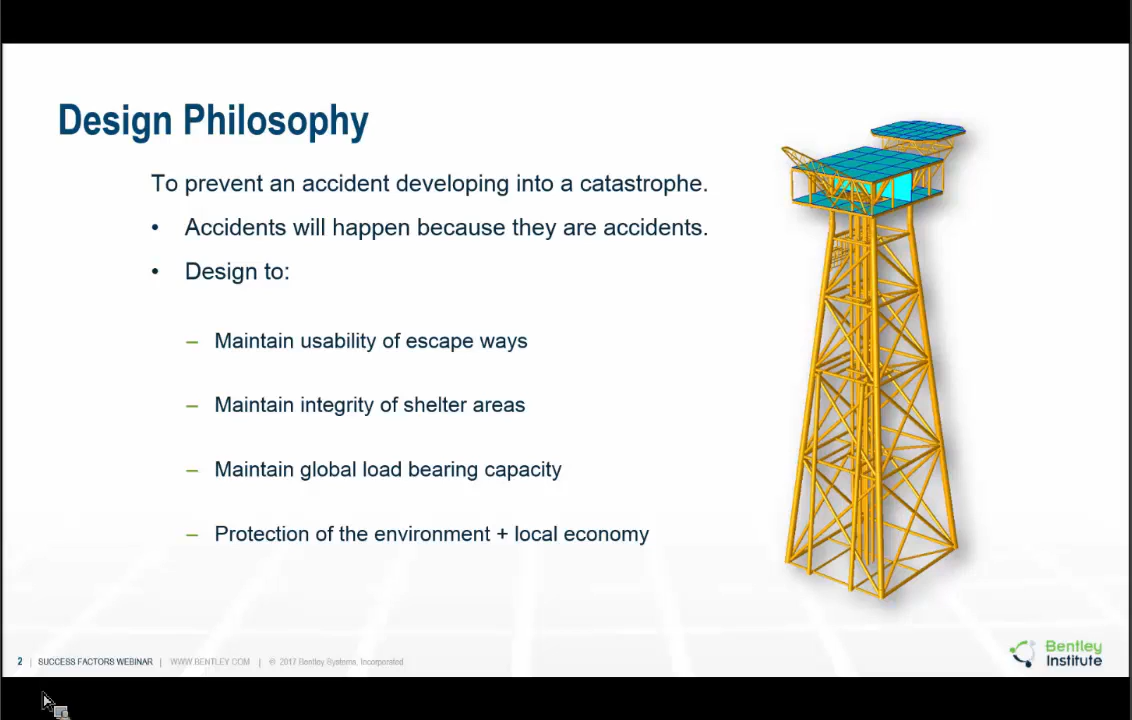 Design Philosophy
To prevent an accident developing into a catastrophe.
• Accidents will happen because they are accidents.
• Design to:
– Maintain usability of escape ways
– Maintain integrity of shelter areas
– Maintain global load bearing capacity
– Protection of the environment + local economy
2 | SUCCESS FACTORS WEBINAR | WWW.BENTLEY.COM | © 2017 Bentley Systems, Incorporated
Bentley
Institute